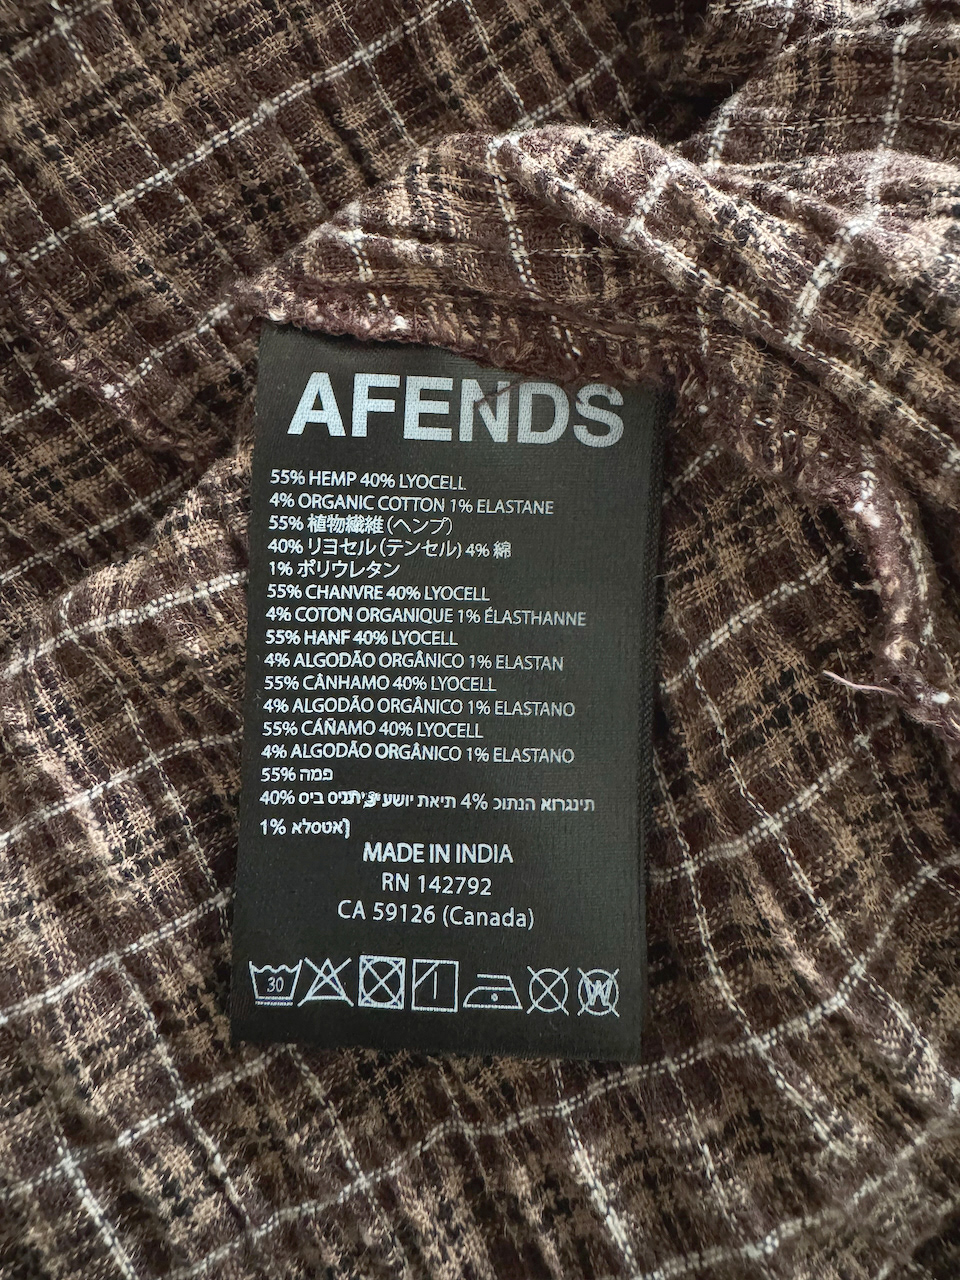 AFENDS
55% HEMP 40% LYOCELL
4% ORGANIC COTTON 1% ELASTANE
55% 植物繊維 (ヘンプ)
40% リヨセル (テンセル) 4% 綿
1% ポリウレタン
55% CHANVRE 40% LYOCELL
4% COTON ORGANIQUE 1% ÉLASTHANNE
55% HANF 40% LYOCELL
4% ALGODÃO ORGÂNICO 1% ELASTAN
55% CÂNHAMO 40% LYOCELL
4% ALGODÃO ORGÂNICO 1% ELASTANO
55% CÁÑAMO 40% LYOCELL
4% ALGODÃO ORGÂNICO 1% ELASTANO
55% פמה
40% 4%
1%
MADE IN INDIA
RN 142792
CA 59126 (Canada)
30
W